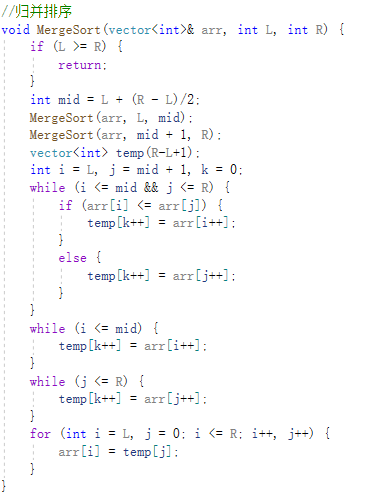 //归并排序
void MergeSort(vector<int>& arr, int L, int R) {
    if (L >= R) {
        return;
    }
    int mid = L + (R - L)/2;
    MergeSort(arr, L, mid);
    MergeSort(arr, mid + 1, R);
    vector<int> temp(R-L+1);
    int i = L, j = mid + 1, k = 0;
    while (i <= mid && j <= R) {
        if (arr[i] <= arr[j]) {
            temp[k++] = arr[i++];
        }
        else {
            temp[k++] = arr[j++];
        }
    }
    while (i <= mid) {
        temp[k++] = arr[i++];
    }
    while (j <= R) {
        temp[k++] = arr[j++];
    }
    for (int i = L, j = 0; i <= R; i++, j++) {
        arr[i] = temp[j];
    }
}